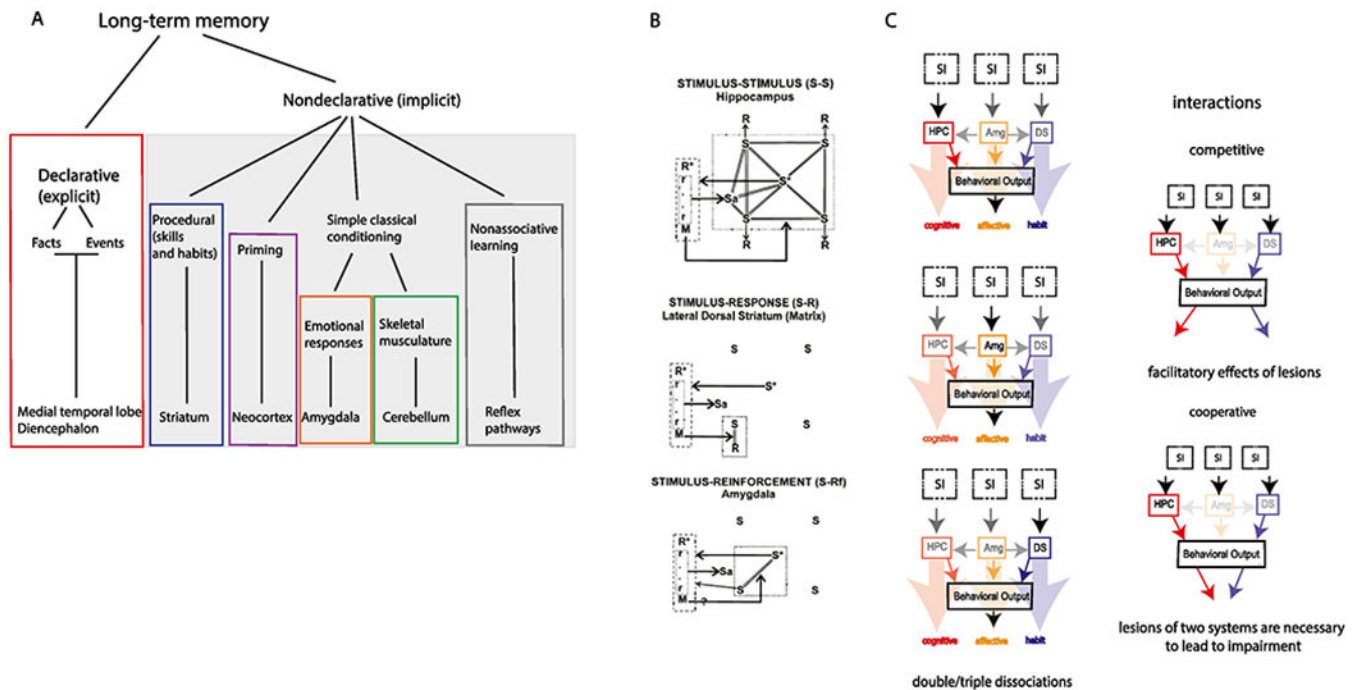 A
Long-term memory
Nondeclarative (implicit)
Declarative
(explicit)
Facts
Events
Medial temporal lobe
Diencephalon
Procedural
(skills
and habits)
Striatum
Priming
Neocortex
Simple classical
conditioning
Emotional
responses
Amygdala
Skeletal
musculature
Cerebellum
Nonassociative
learning
Reflex
pathways
B
STIMULUS-STIMULUS (S-S)
Hippocampus
R R
S S
R*
r
S*
Sa
r
S S
M
R R
STIMULUS-RESPONSE (S-R)
Lateral Dorsal Striatum (Matrix)
S S
R*
r
S*
Sa
r
M
S
R
S
STIMULUS-REINFORCEMENT (S-Rf)
Amygdala
S S
R*
r
S*
Sa
r
S
S
M
?
C
SI SI SI
HPC Amg DS
Behavioral Output
cognitive affective habit
SI SI SI
HPC Amg DS
Behavioral Output
cognitive affective habit
SI SI SI
HPC Amg DS
Behavioral Output
cognitive affective habit
double/triple dissociations
interactions
competitive
SI SI SI
HPC Amg DS
Behavioral Output
facilitatory effects of lesions
cooperative
SI SI SI
HPC Amg DS
Behavioral Output
lesions of two systems are necessary
to lead to impairment